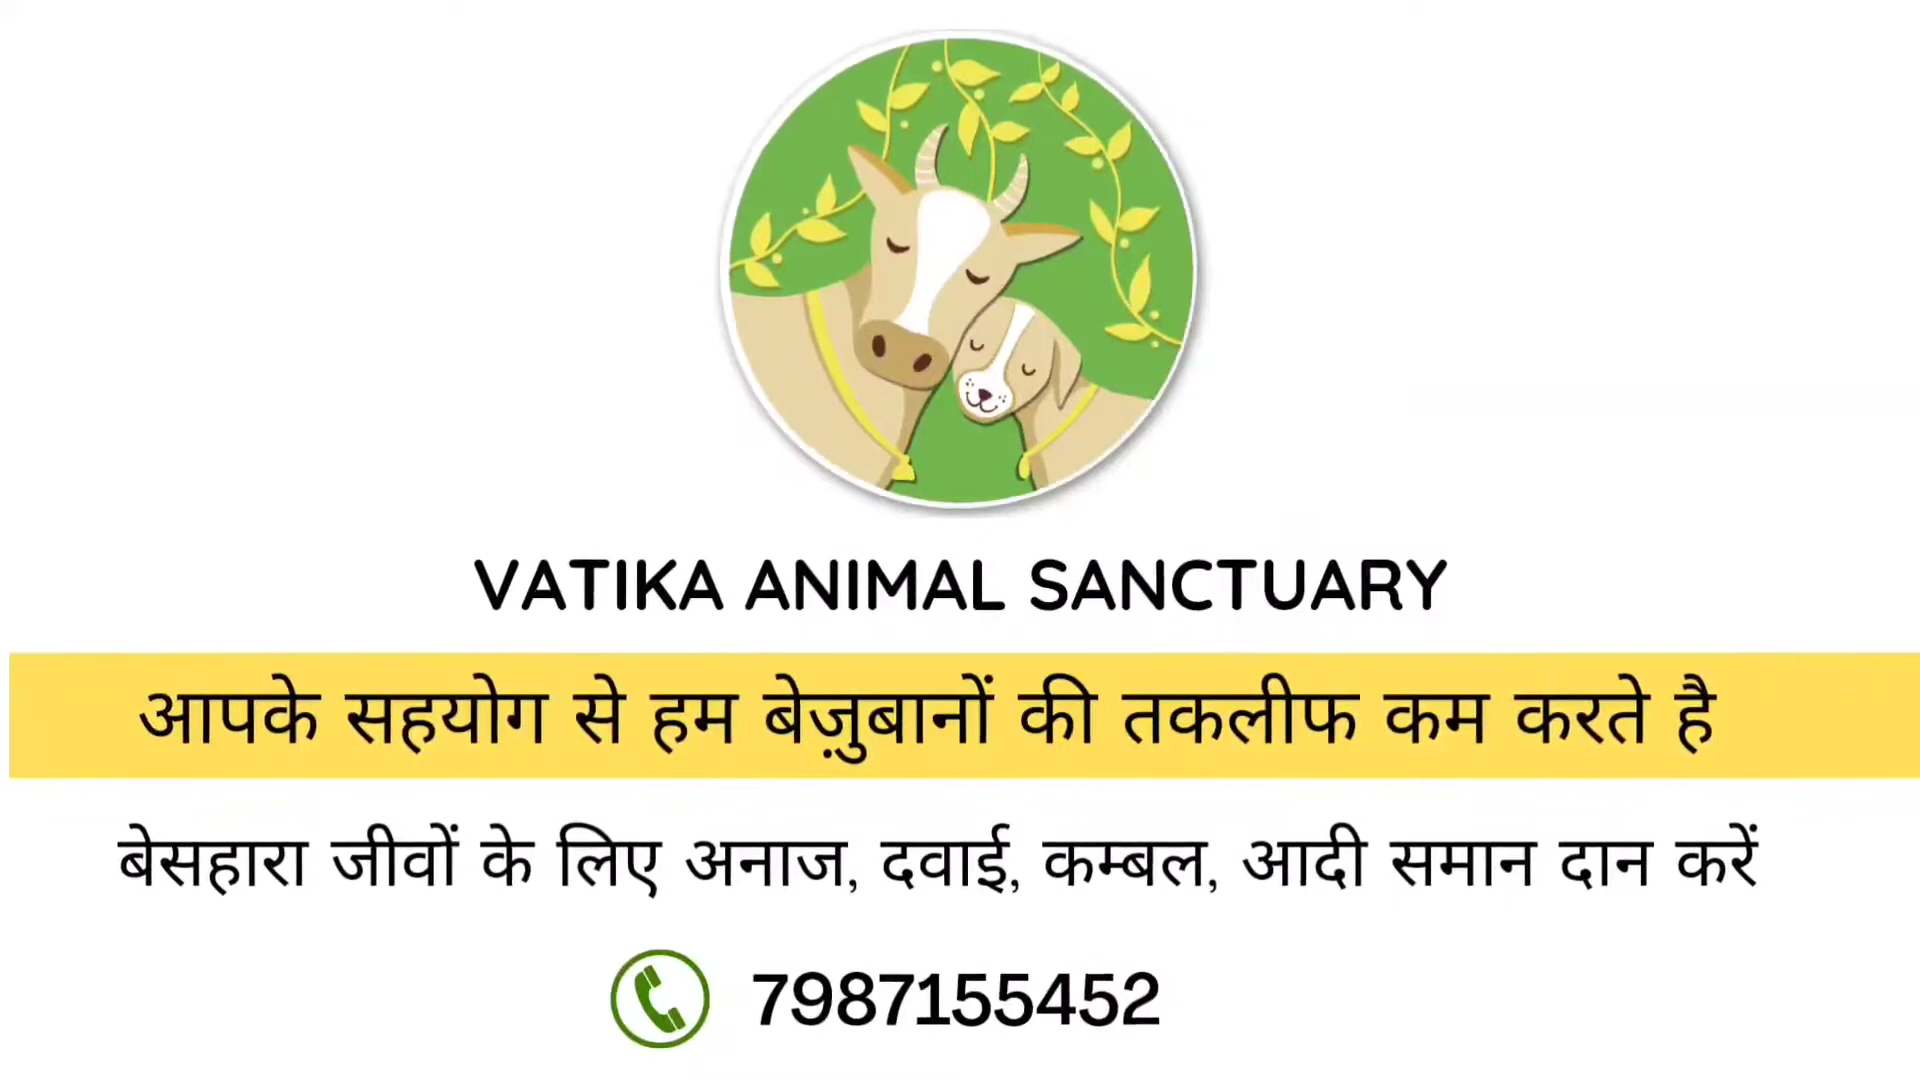 VATIKA ANIMAL SANCTUARY
आपके सहयोग से हम बेज़ुबानों की तकलीफ कम करते है
बेसहारा जीवों के लिए अनाज, दवाई, कम्बल, आदी समान दान करें
7987155452